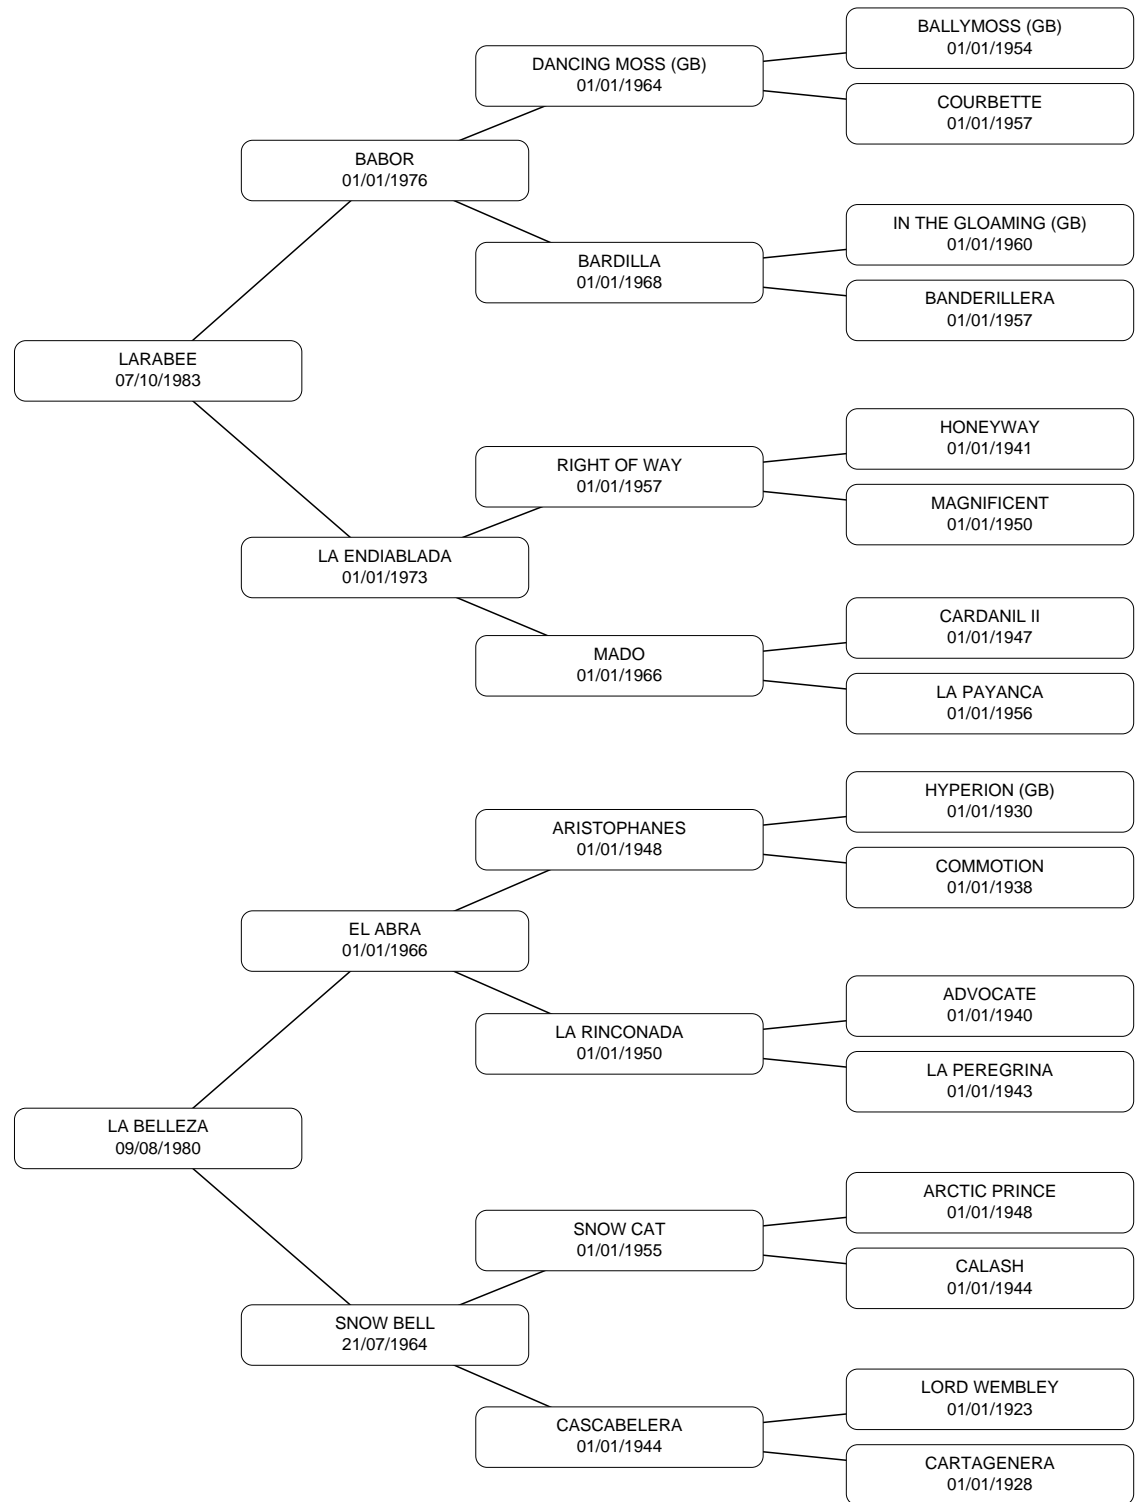 BALLYMOSS (GB)
01/01/1954
DANCING MOSS (GB)
01/01/1964
COURBETTE
01/01/1957
BABOR
01/01/1976
IN THE GLOAMING (GB)
01/01/1960
BARDILLA
01/01/1968
BANDERILLERA
01/01/1957
LARABEE
07/10/1983
HONEYWAY
01/01/1941
RIGHT OF WAY
01/01/1957
MAGNIFICENT
01/01/1950
LA ENDIABLADA
01/01/1973
CARDANIL II
01/01/1947
MADO
01/01/1966
LA PAYANCA
01/01/1956
HYPERION (GB)
01/01/1930
ARISTOPHANES
01/01/1948
COMMOTION
01/01/1938
EL ABRA
01/01/1966
ADVOCATE
01/01/1940
LA RINCONADA
01/01/1950
LA PEREGRINA
01/01/1943
LA BELLEZA
09/08/1980
ARCTIC PRINCE
01/01/1948
SNOW CAT
01/01/1955
CALASH
01/01/1944
SNOW BELL
21/07/1964
LORD WEMBLEY
01/01/1923
CASCABELERA
01/01/1944
CARTAGENERA
01/01/1928